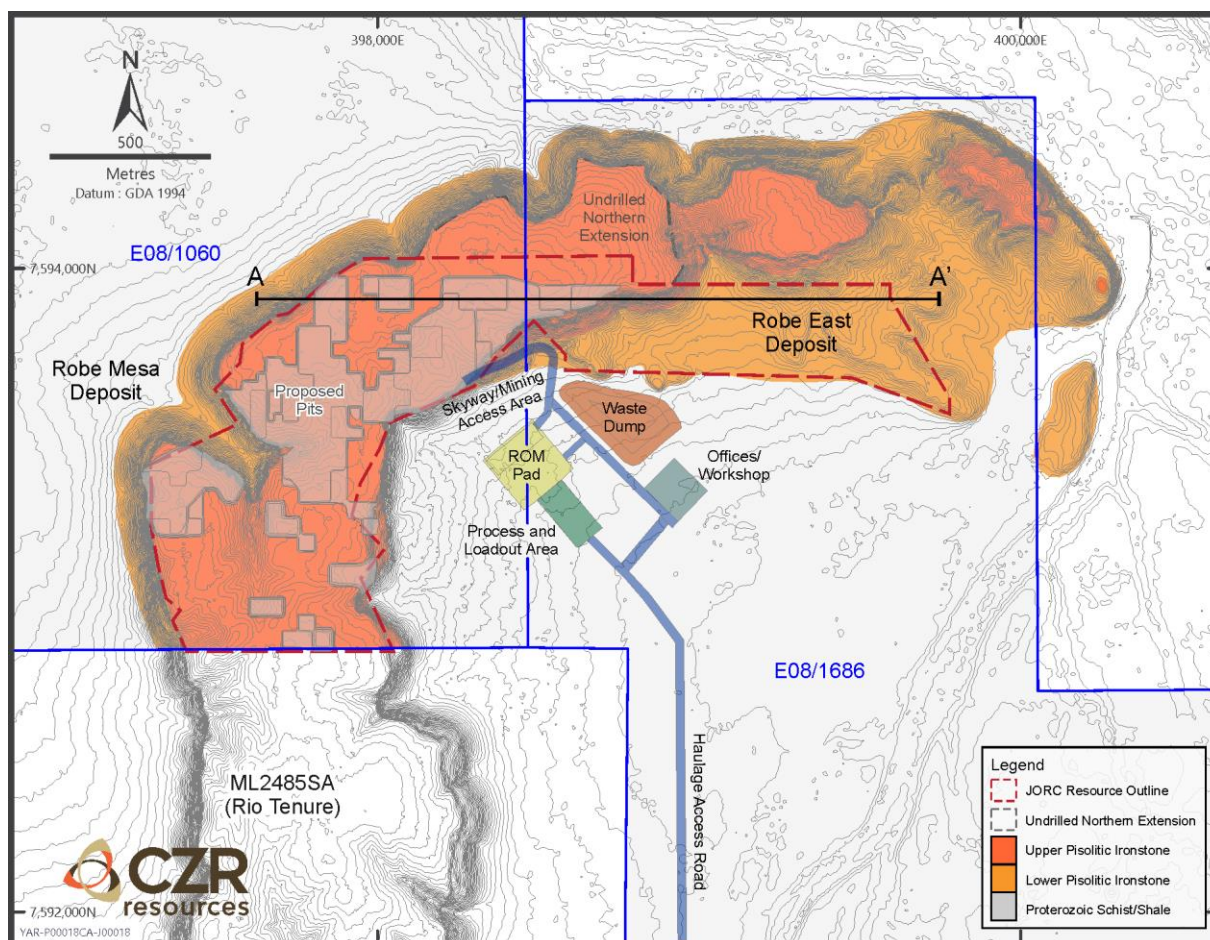 398,000E
400,000E
N
500
Metres
Datum : GDA 1994
Undrilled
Northern
Extension
E08/1060
7,594,000N
A
A'
Robe East
Deposit
Robe Mesa
Deposit
Proposed
Pits
Skyway/Mining
Access Area
Waste
Dump
ROM
Pad
Offices/
Workshop
Process and
Loadout Area
E08/1686
Haulage Access Road
ML2485SA
(Rio Tenure)
Legend
JORC Resource Outline
Undrilled Northern Extension
Upper Pisolitic Ironstone
Lower Pisolitic Ironstone
Proterozoic Schist/Shale
CZR
resources
7,592,000N
YAR-P00018CA-J00018